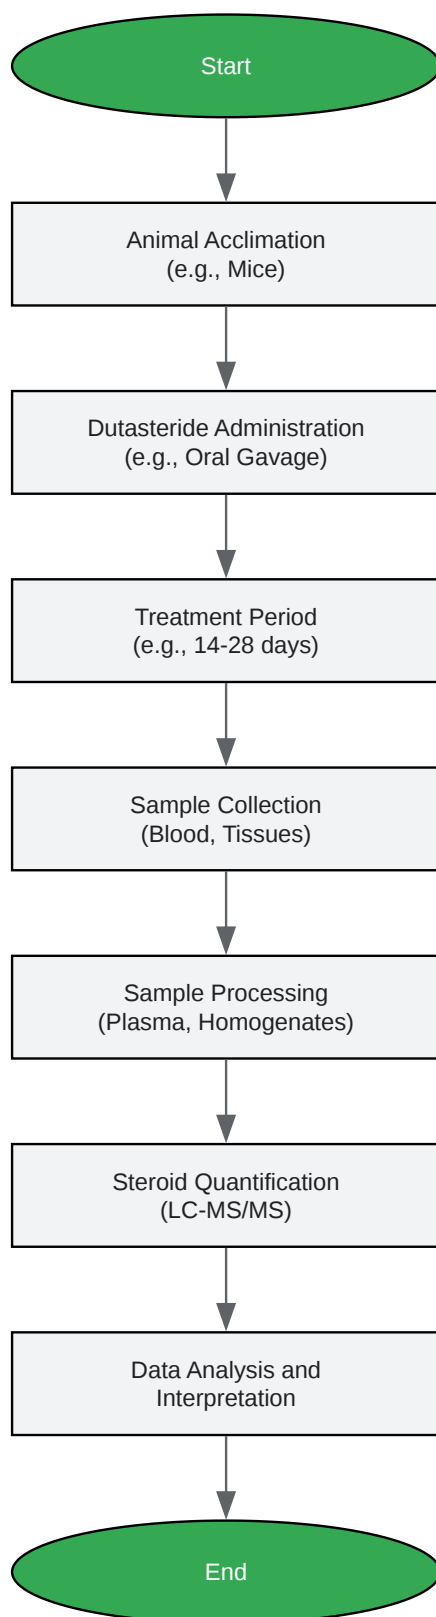 Start
Animal Acclimation
(e.g., Mice)
Dutasteride Administration
(e.g., Oral Gavage)
Treatment Period
(e.g., 14-28 days)
Sample Collection
(Blood, Tissues)
Sample Processing
(Plasma, Homogenates)
Steroid Quantification
(LC-MS/MS)
Data Analysis and
Interpretation
End